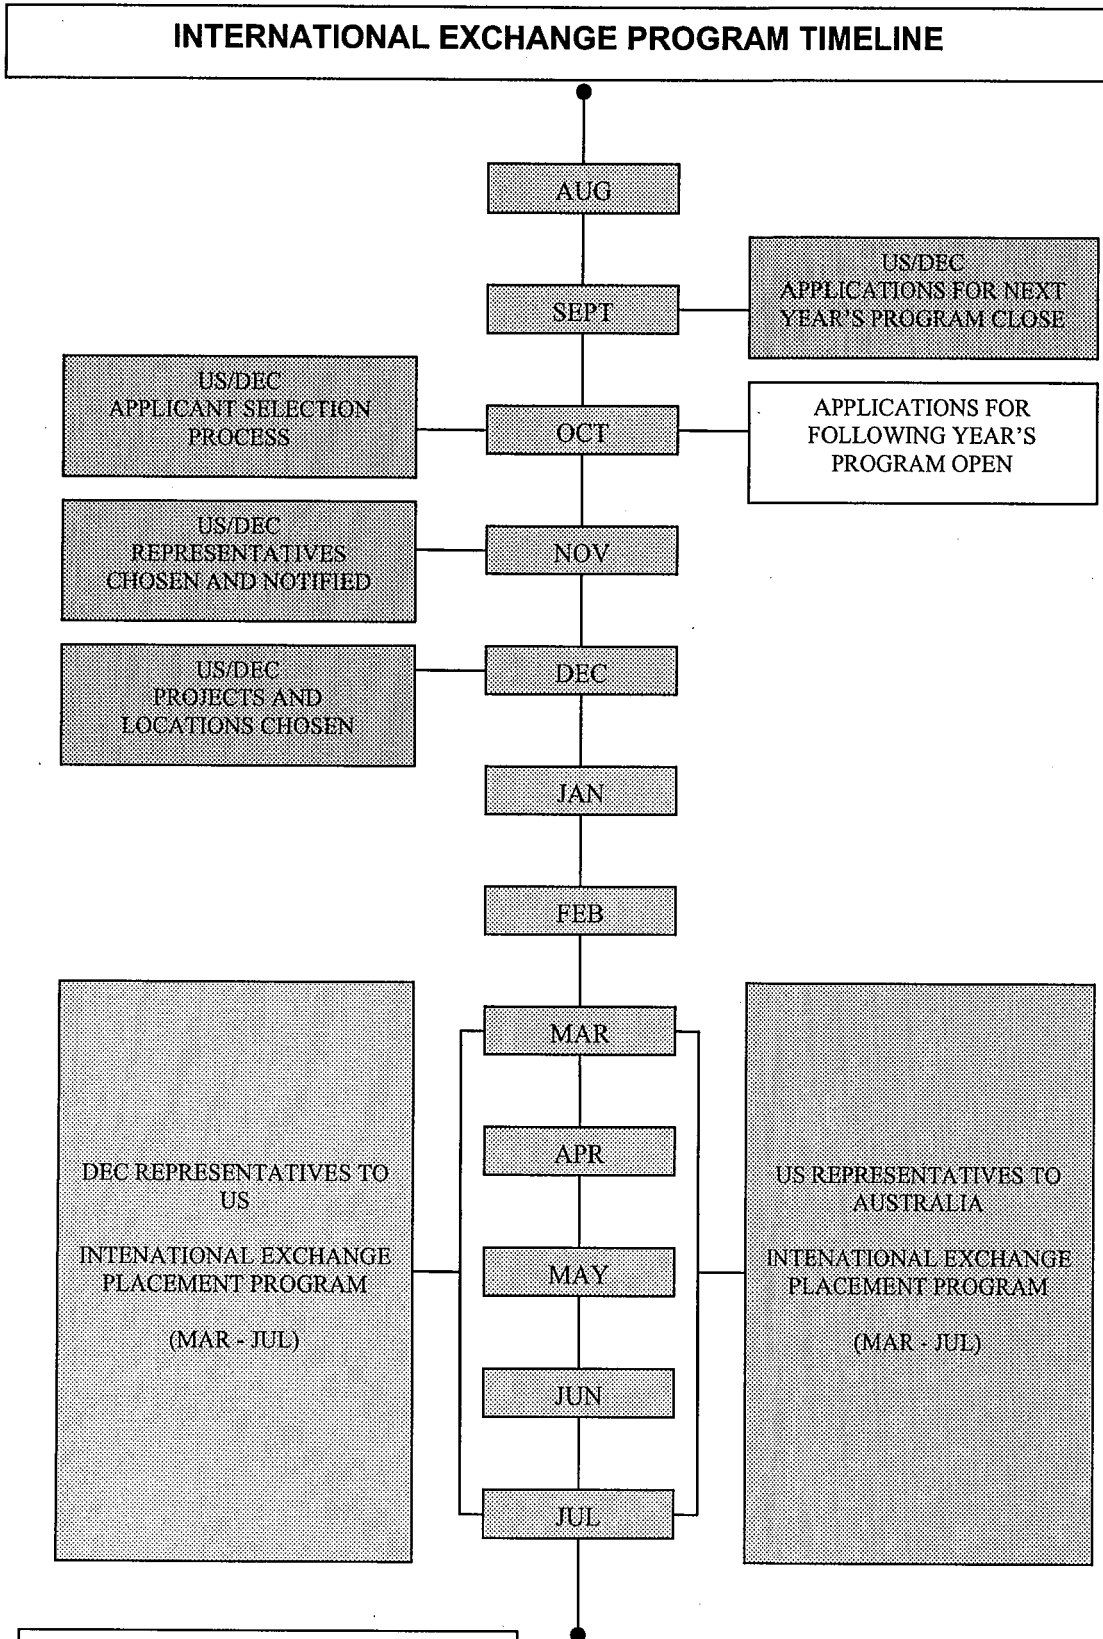 INTERNATIONAL EXCHANGE PROGRAM TIMELINE
AUG
SEPT
US/DEC
APPLICATIONS FOR NEXT
YEAR'S PROGRAM CLOSE
US/DEC
APPLICANT SELECTION
PROCESS
OCT
APPLICATIONS FOR
FOLLOWING YEAR'S
PROGRAM OPEN
US/DEC
REPRESENTATIVES
CHOSEN AND NOTIFIED
NOV
US/DEC
PROJECTS AND
LOCATIONS CHOSEN
DEC
JAN
FEB
MAR
APR
MAY
JUN
JUL
DEC REPRESENTATIVES TO
US
INTENATIONAL EXCHANGE
PLACEMENT PROGRAM
(MAR - JUL)
US REPRESENTATIVES TO
AUSTRALIA
INTENATIONAL EXCHANGE
PLACEMENT PROGRAM
(MAR - JUL)